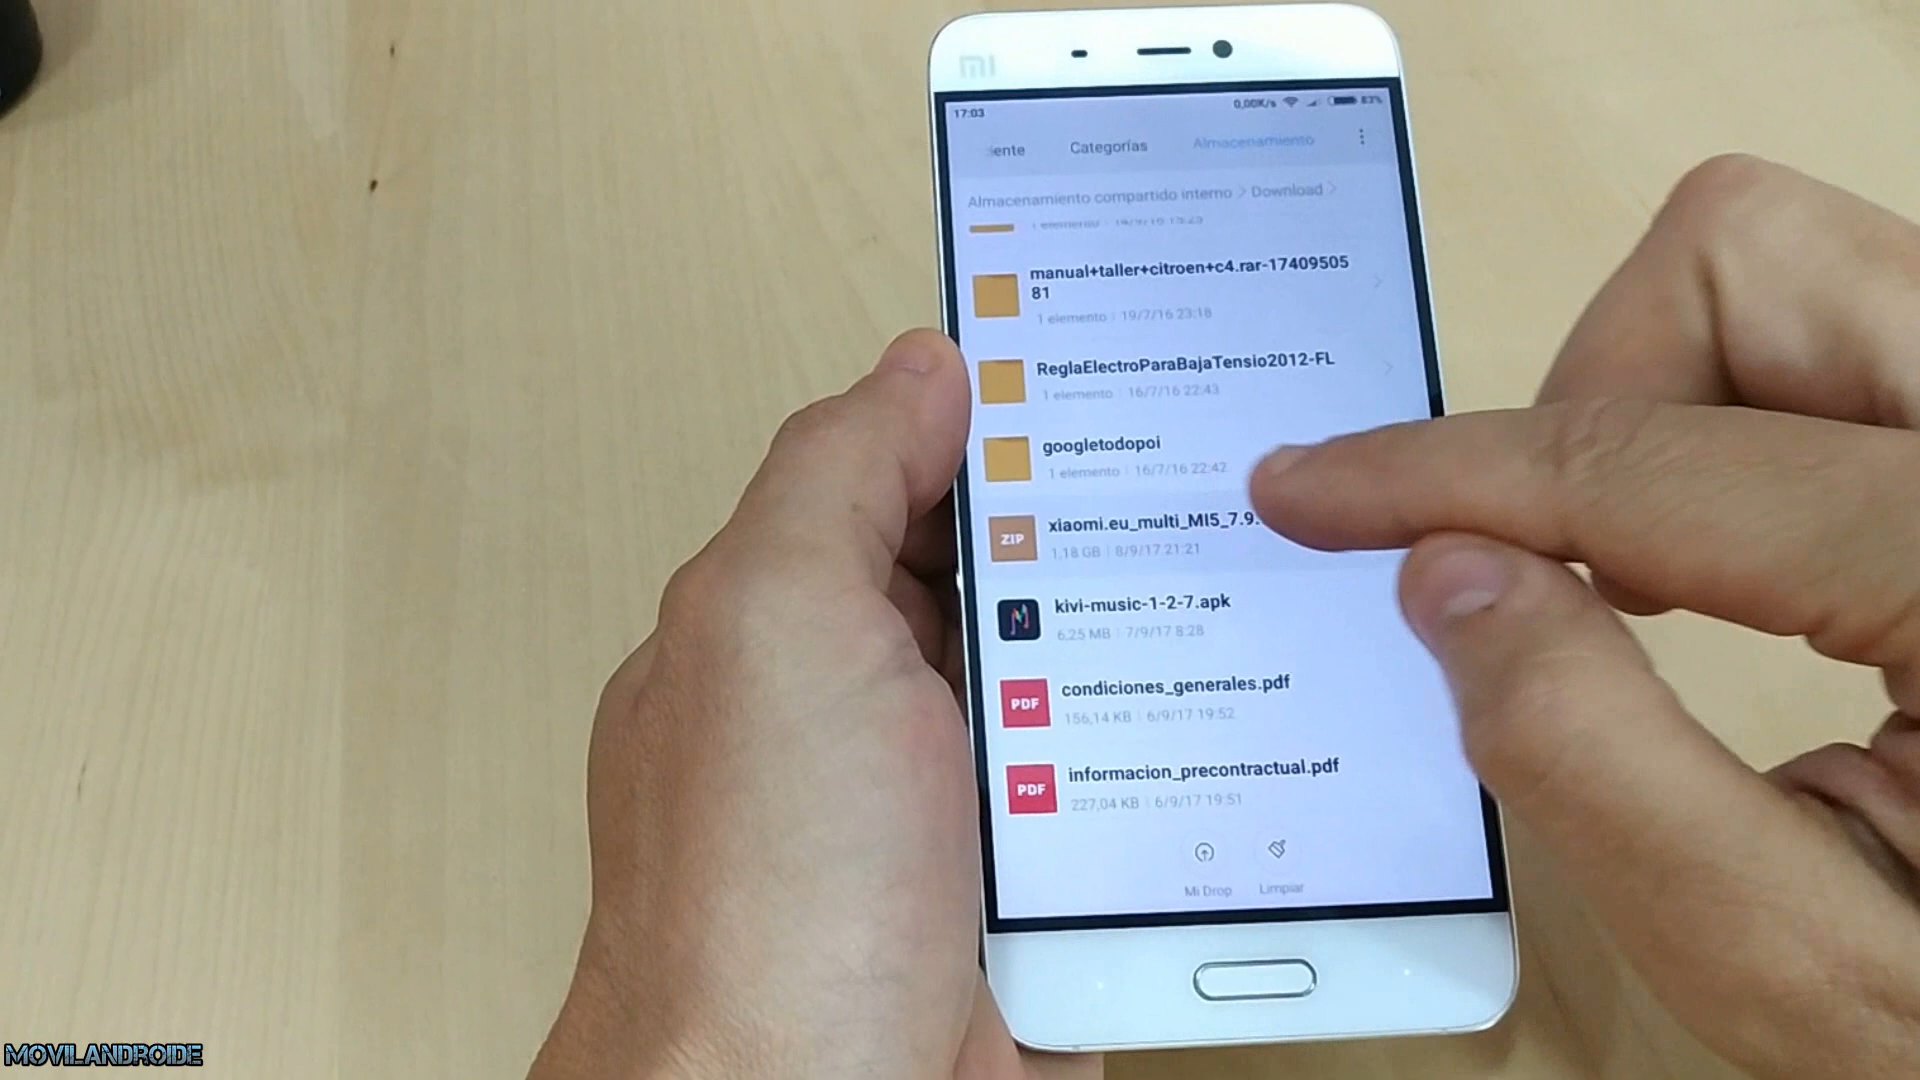 MI
17:03 0,00K/s 83%
iente Categorías Almacenamiento
Almacenamiento compartido interno > Download >
1 elemento
manual+taller+citroen+c4.rar-17409505
81
1 elemento | 19/7/16 23:18
ReglaElectroParaBajaTensio2012-FL
1 elemento | 16/7/16 22:43
googletodopoi
1 elemento | 16/7/16 22:42
ZIP
xiaomi.eu_multi_MI5_7.9.
1,18 GB | 8/9/17 21:21
kivi-music-1-2-7.apk
6,25 MB | 7/9/17 8:28
PDF
condiciones_generales.pdf
156,14 KB | 6/9/17 19:52
PDF
informacion_precontractual.pdf
227,04 KB | 6/9/17 19:51
Mi Drop Limpiar
MOVILANDROIDE